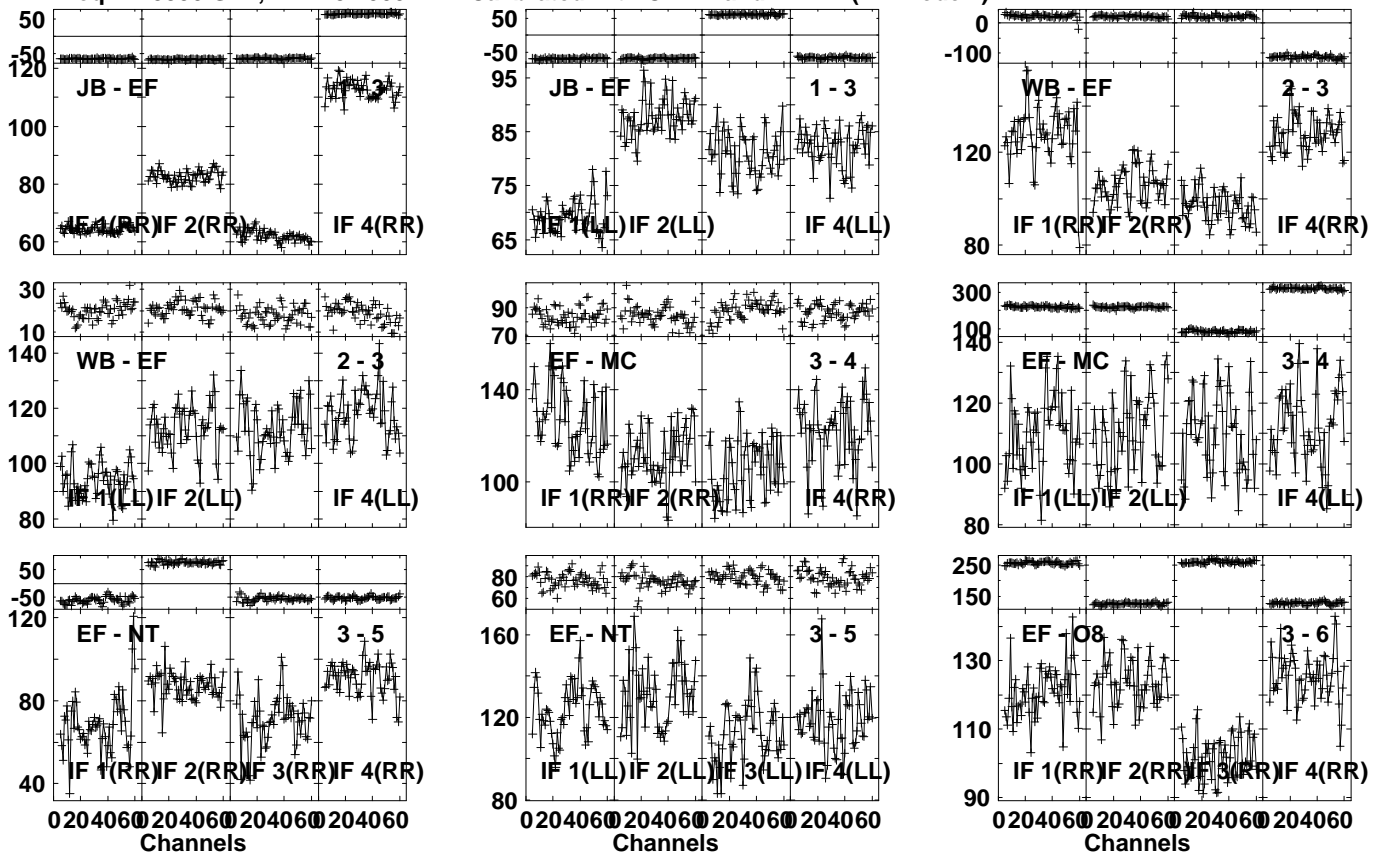 50
-50
120
100
80
60
JB - EF
IF 1(RR) IF 2(RR) IF 4(RR)
50
-50
95
85
75
65
JB - EF 1 - 3
IF 1(LL) IF 2(LL) IF 4(LL)
0
-100
120
80
WB - EF 2 - 3
IF 1(RR) IF 2(RR) IF 4(RR)
30
10
140
120
100
80
WB - EF 2 - 3
IF 1(LL) IF 2(LL) IF 4(LL)
90
70
140
100
EF - MC 3 - 4
IF 1(RR) IF 2(RR) IF 4(RR)
300
100
140
120
100
80
EF - MC 3 - 4
IF 1(LL) IF 2(LL) IF 4(LL)
50
-50
120
80
40
EF - NT 3 - 5
IF 1(RR) IF 2(RR) IF 3(RR) IF 4(RR)
0204060 0204060 0204060 0204060
Channels
80
60
160
120
80
EF - NT 3 - 5
IF 1(LL) IF 2(LL) IF 3(LL) IF 4(LL)
0204060 0204060 0204060 0204060
Channels
250
150
130
110
90
EF - O8 3 - 6
IF 1(RR) IF 2(RR) IF 3(RR) IF 4(RR)
0204060 0204060 0204060 0204060
Channels